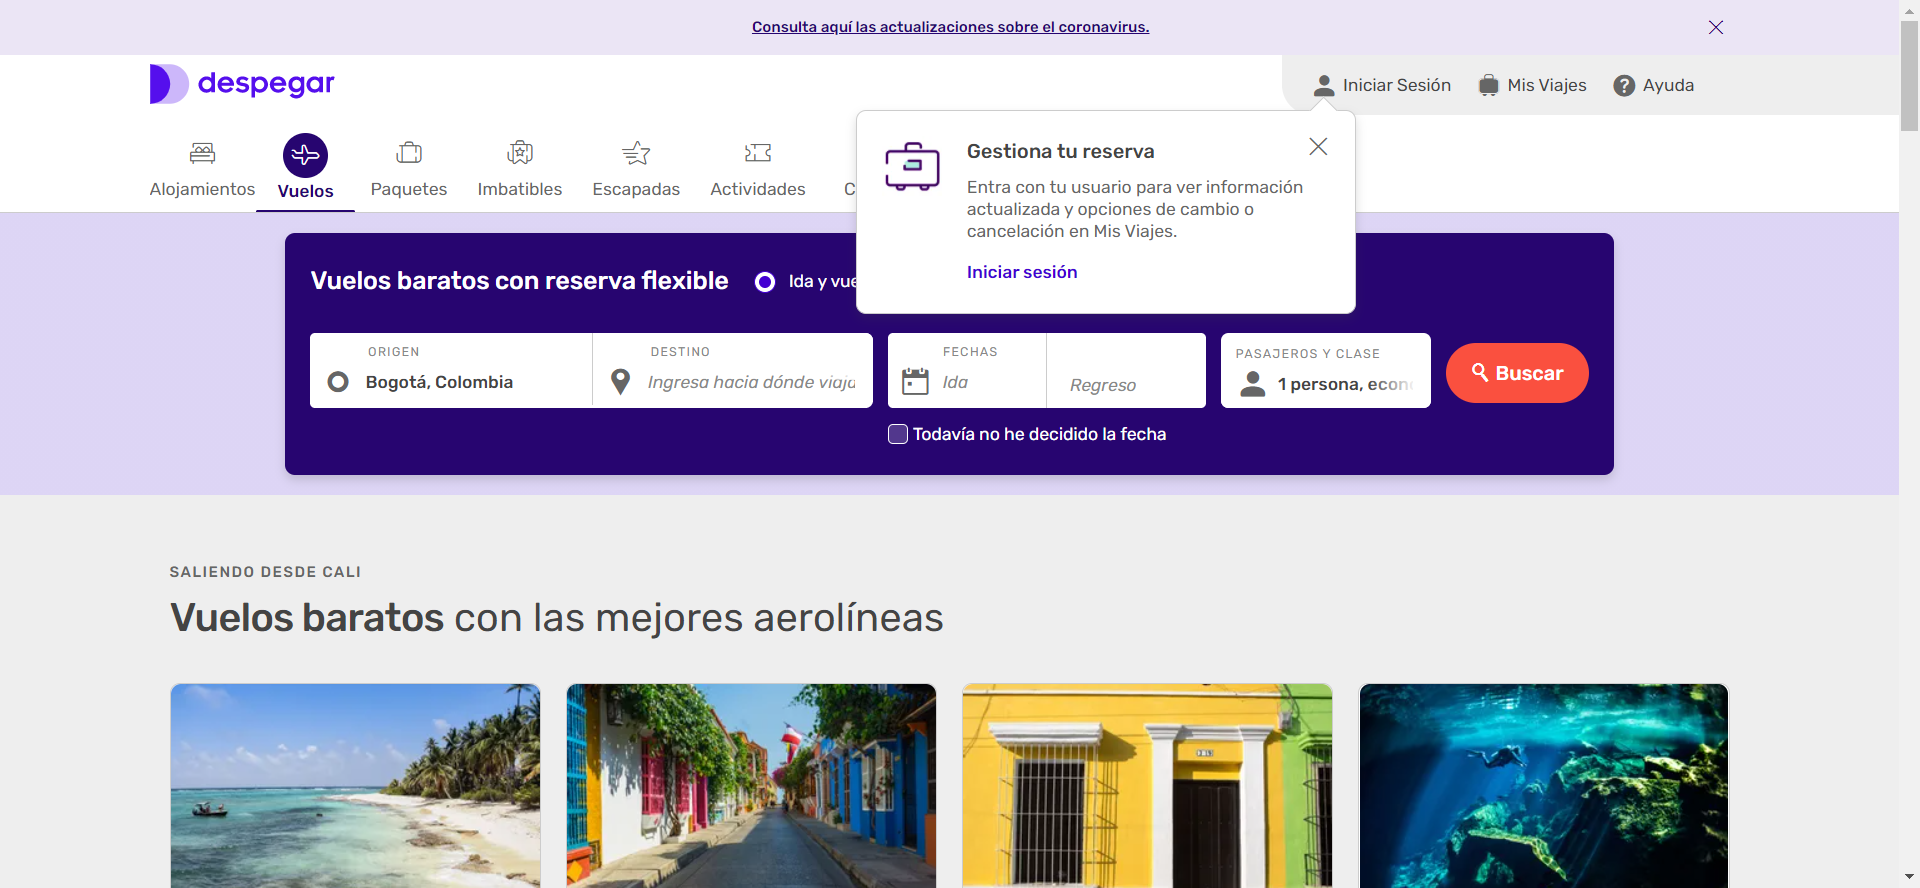 Consulta aquí las actualizaciones sobre el coronavirus.
despegar
Iniciar Sesión
Mis Viajes
Ayuda
Alojamientos
Vuelos
Paquetes
Imbatibles
Escapadas
Actividades
C
Gestiona tu reserva
Entra con tu usuario para ver información
actualizada y opciones de cambio o
cancelación en Mis Viajes.
Iniciar sesión
Vuelos baratos con reserva flexible
Ida y vue
ORIGEN
Bogotá, Colombia
DESTINO
Ingresa hacia dónde viaja
FECHAS
Ida
Regreso
PASAJEROS Y CLASE
1 persona, econ
Buscar
Todavía no he decidido la fecha
SALIENDO DESDE CALI
Vuelos baratos con las mejores aerolíneas